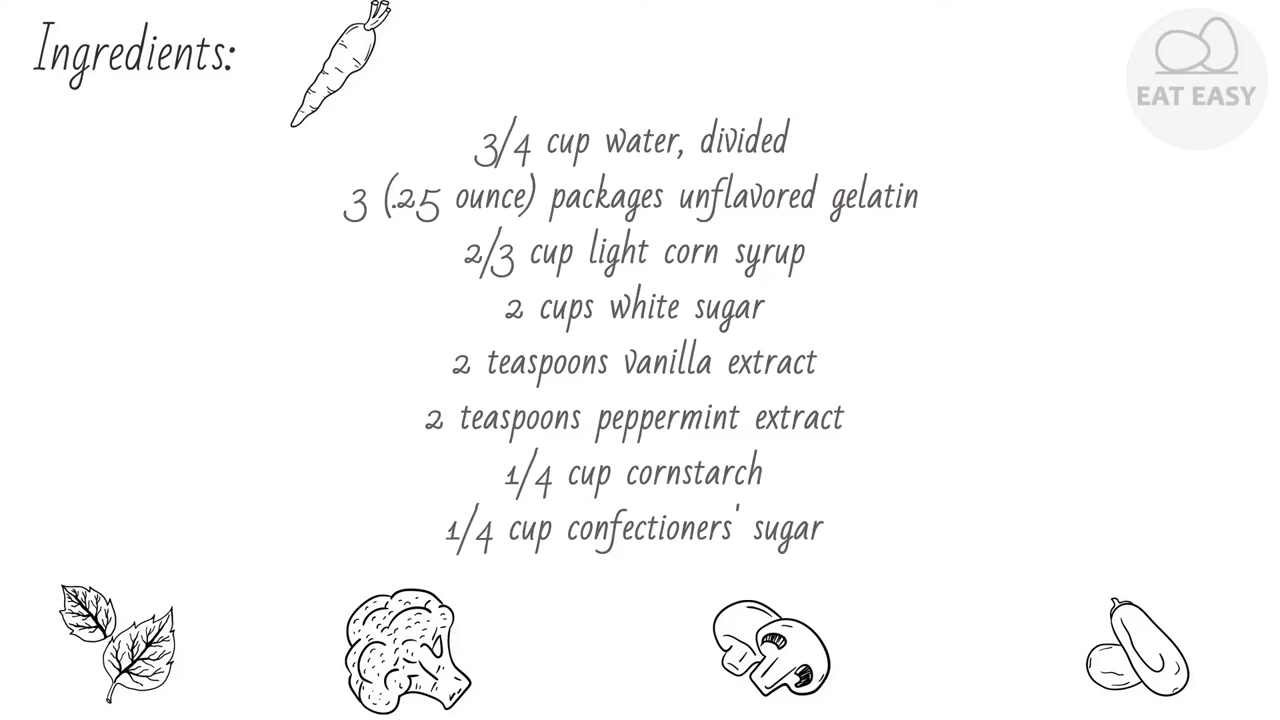 Ingredients:
EAT EASY
3/4 cup water, divided
3 (.25 ounce) packages unflavored gelatin
2/3 cup light corn syrup
2 cups white sugar
2 teaspoons vanilla extract
2 teaspoons peppermint extract
1/4 cup cornstarch
1/4 cup confectioners' sugar